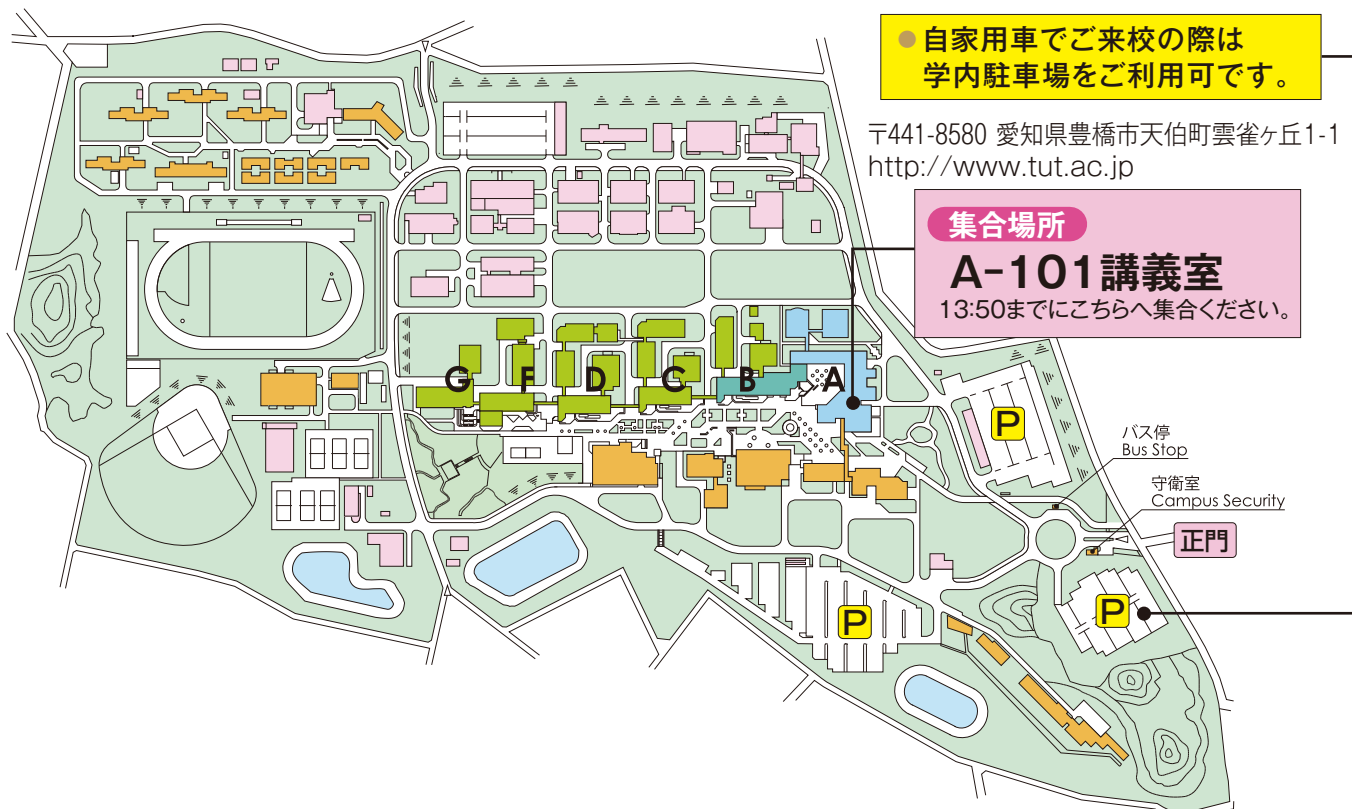 ● 自家用車でご来校の際は
学内駐車場をご利用可です。
〒441-8580 愛知県豊橋市天伯町雲雀ヶ丘1-1
http://www.tut.ac.jp
集合場所
A-101講義室
13:50までにこちらへ集合ください。
G F D C B A
P
バス停
Bus Stop
守衛室
Campus Security
正門
P
P